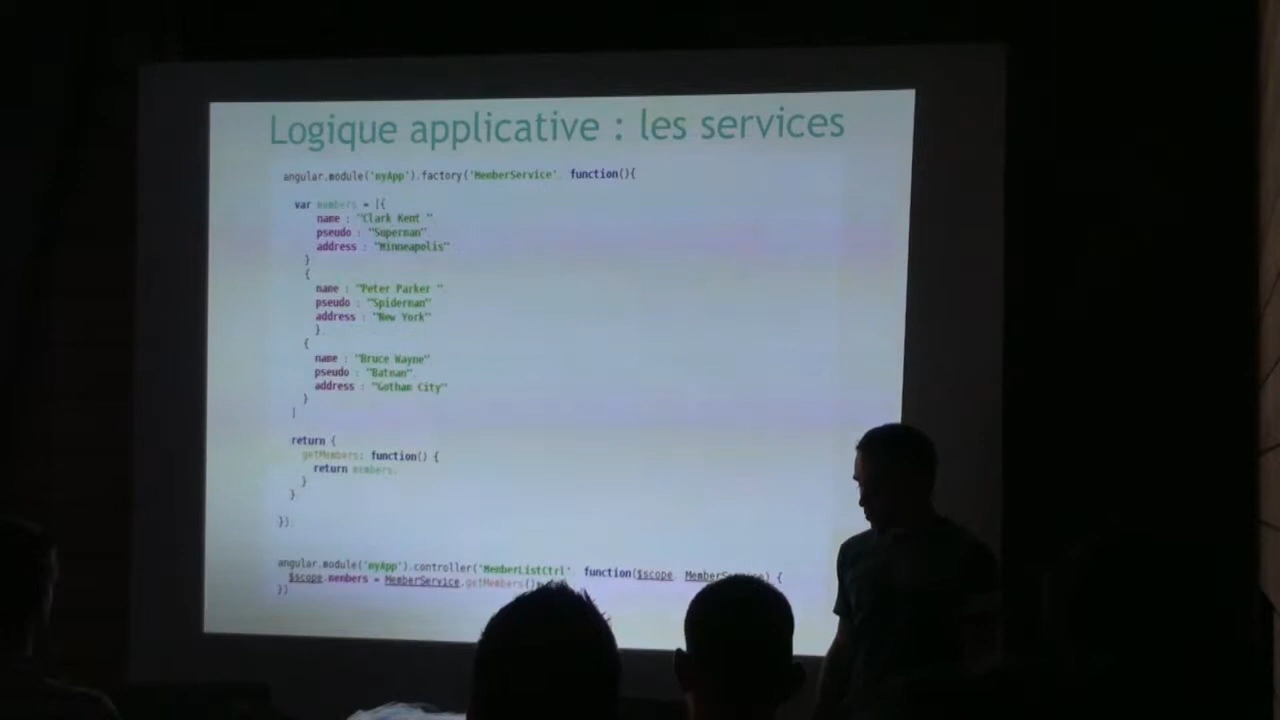 Logique applicative : les services
angular.module('myApp').factory('MemberService', function(){
var members = [{
name : "Clark Kent ",
pseudo : "Superman",
address : "Minneapolis"
}
{
name : "Peter Parker ",
pseudo : "Spiderman",
address : "New York"
},
{
name : "Bruce Wayne",
pseudo : "Batman",
address : "Gotham City"
}
]
return {
getMembers: function() {
return members;
}
}
});
angular.module('myApp').controller('MemberListCtrl', function($scope, MemberService) {
$scope.members = MemberService.getMembers();
})